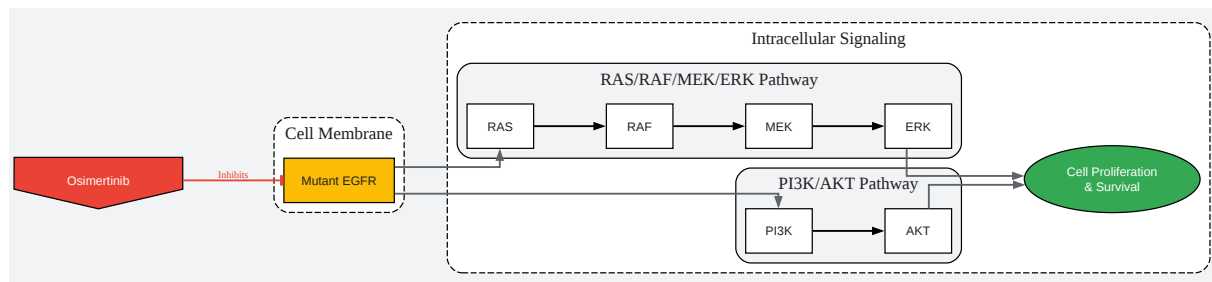 Intracellular Signaling
RAS/RAF/MEK/ERK Pathway
RAS
RAF
MEK
ERK
Cell Membrane
Osimertinib
Inhibits
Mutant EGFR
Cell Proliferation
& Survival
PI3K/AKT Pathway
PI3K
AKT